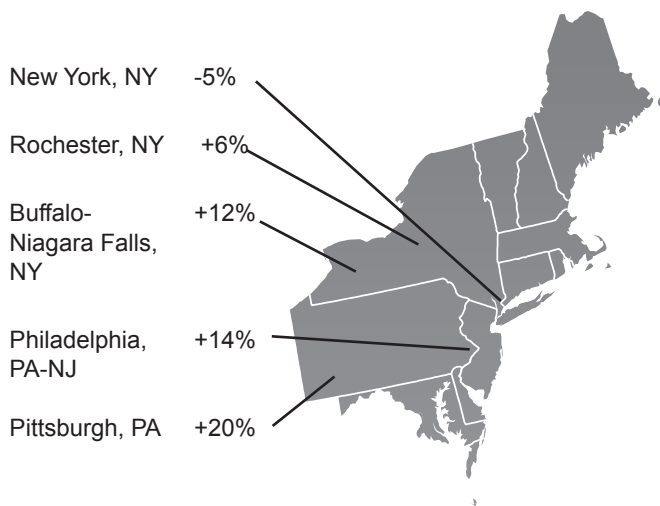 New York, NY -5%
Rochester, NY +6%
Buffalo- +12%
Niagara Falls,
NY
Philadelphia, +14%
PA-NJ
Pittsburgh, PA +20%